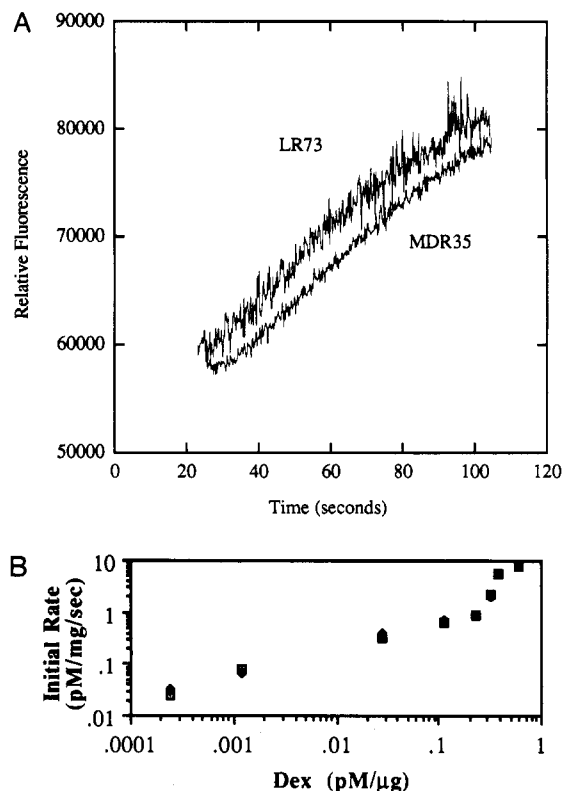 A
90000
80000
70000
60000
50000
Relative Fluorescence
LR73
MDR35
0 20 40 60 80 100 120
Time (seconds)
B
Initial Rate
(pM/mg/sec)
10
1
.1
.01
.0001 .001 .01 .1 1
Dex (pM/μg)